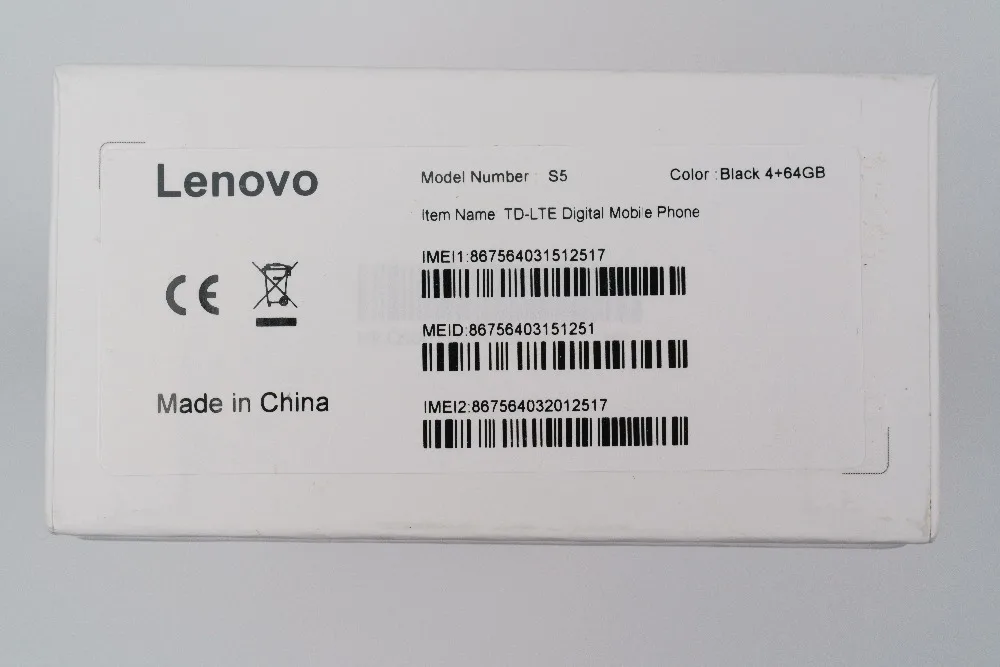 Lenovo
Model Number : S5
Color : Black 4+64GB
Item Name TD-LTE Digital Mobile Phone
IMEI1:867564031512517
CE
MEID:86756403151251
Made in China
IMEI2:867564032012517